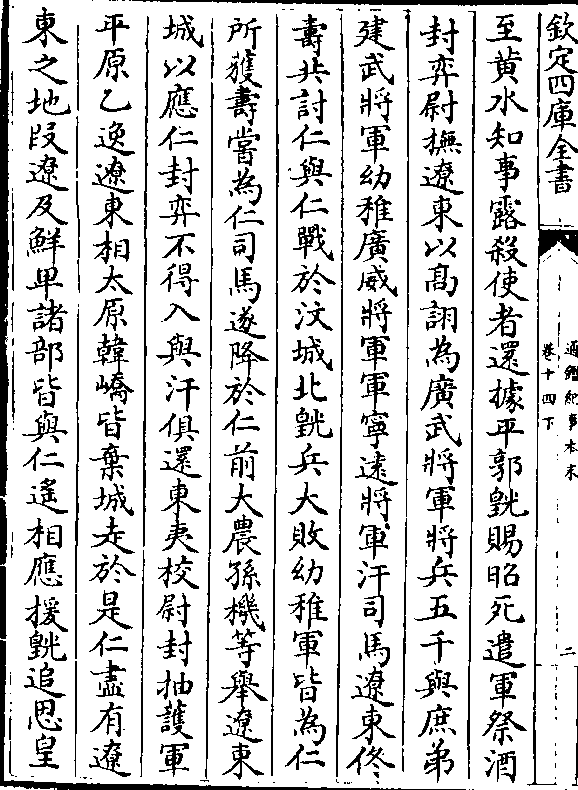 欽定四庫全書
通鑑紀事本末
卷十四下
二
至黄水知事露殺使者還據平郭皝賜昭死遣軍祭酒
封弈尉撫遼東以髙詡為廣武將軍將兵五千與庶弟
建武將軍幼稚廣威將軍軍寧逺將軍汗司馬遼東佟
壽共討仁與仁戰於汶城北皝兵大敗幼稚軍皆為仁
所獲壽嘗為仁司馬遂降於仁前大農孫機等舉遼東
城以應仁封弈不得入與汗俱還東夷校尉封抽䕶軍
平原乙逸遼東相太原韓嶠皆棄城走於是仁盡有遼
東之地段遼及鮮卑諸部皆與仁遙相應援皝追思皇